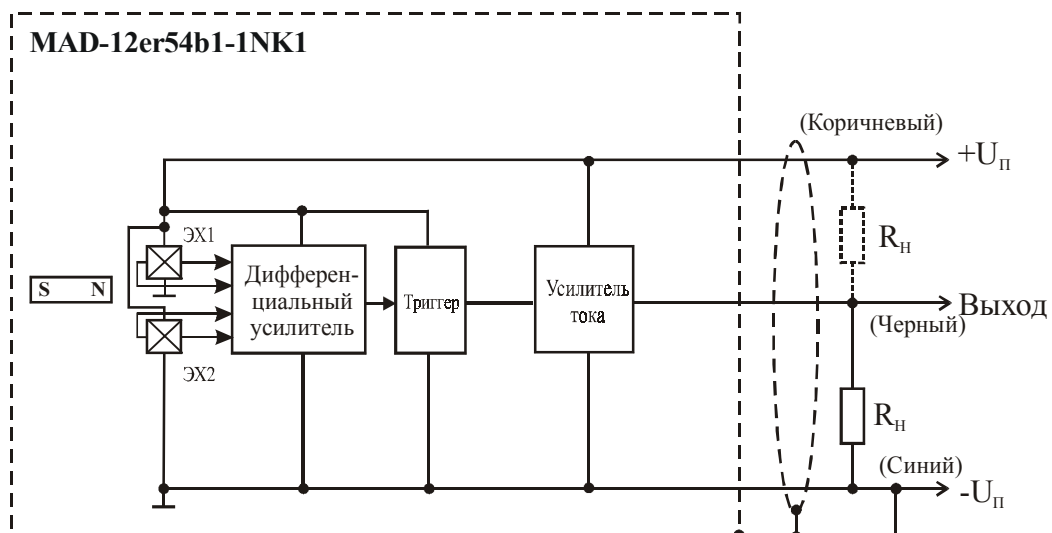 MAD-12er54b1-1NK1
(Коричневый)
+Uп
ЭХ1
Rн
S N
Дифферен-
циальный
усилитель
Триггер
Усилитель
тока
Выход
(Черный)
ЭХ2
Rн
(Синий)
-Uп